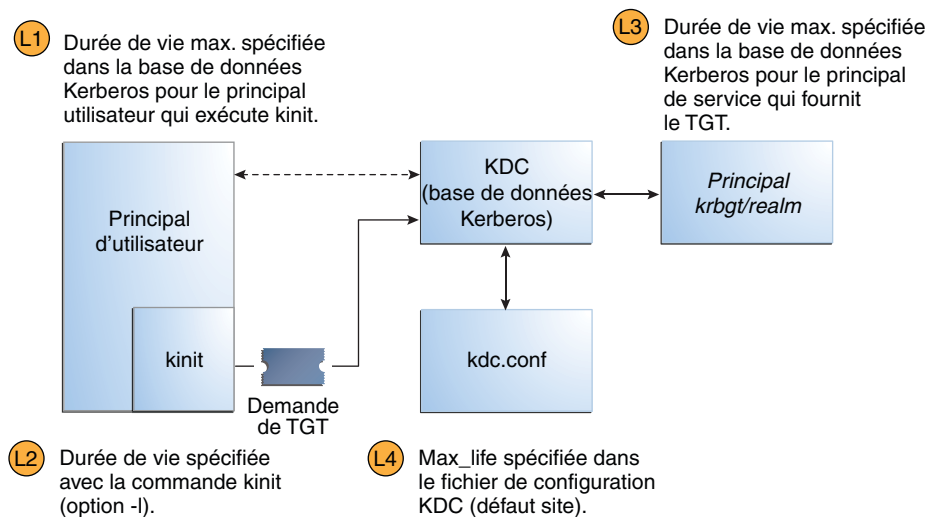 L1
Durée de vie max. spécifiée
dans la base de données
Kerberos pour le principal
utilisateur qui exécute kinit.
L3
Durée de vie max. spécifiée
dans la base de données
Kerberos pour le principal
de service qui fournit
le TGT.
Principal
d’utilisateur
kinit
KDC
(base de données
Kerberos)
Principal
krbgt/realm
kdc.conf
Demande
de TGT
L2
Durée de vie spécifiée
avec la commande kinit
(option -l).
L4
Max_life spécifiée dans
le fichier de configuration
KDC (défaut site).